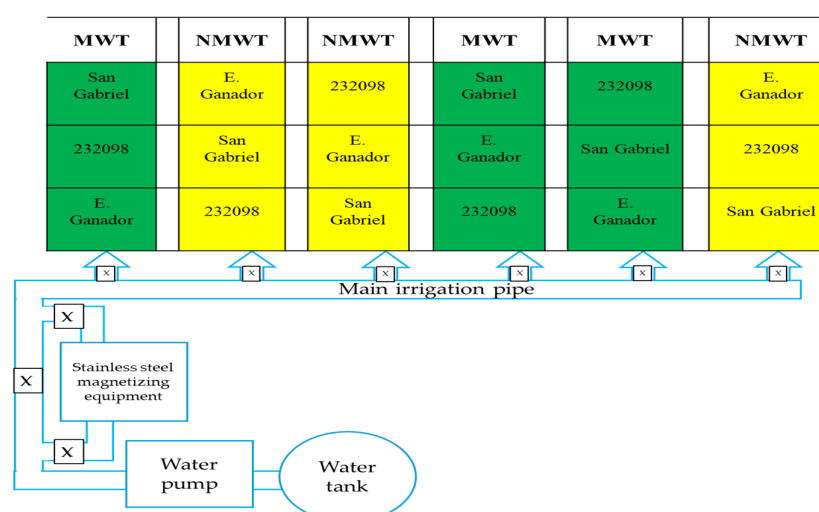 MWT NMWT NMWT MWT MWT NMWT
San
Gabriel
E.
Ganador
232098
San
Gabriel
232098
E.
Ganador
232098
San
Gabriel
E.
Ganador
E.
Ganador
San Gabriel
232098
E.
Ganador
232098
San
Gabriel
232098
E.
Ganador
San Gabriel
x x x x x x
Main irrigation pipe
X
Stainless steel
magnetizing
equipment
X
X
Water
pump
Water
tank